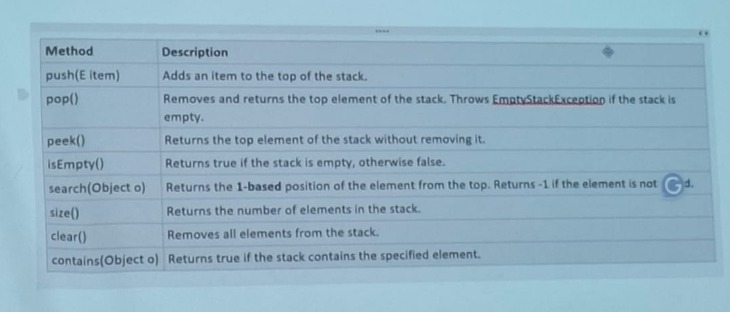 Method Description
push(E item) Adds an item to the top of the stack.
pop() Removes and returns the top element of the stack. Throws EmptyStackException if the stack is
empty.
peek() Returns the top element of the stack without removing it.
isEmpty() Returns true if the stack is empty, otherwise false.
search(Object o) Returns the 1-based position of the element from the top. Returns -1 if the element is not
size() Returns the number of elements in the stack.
clear() Removes all elements from the stack.
contains(Object o) Returns true if the stack contains the specified element.